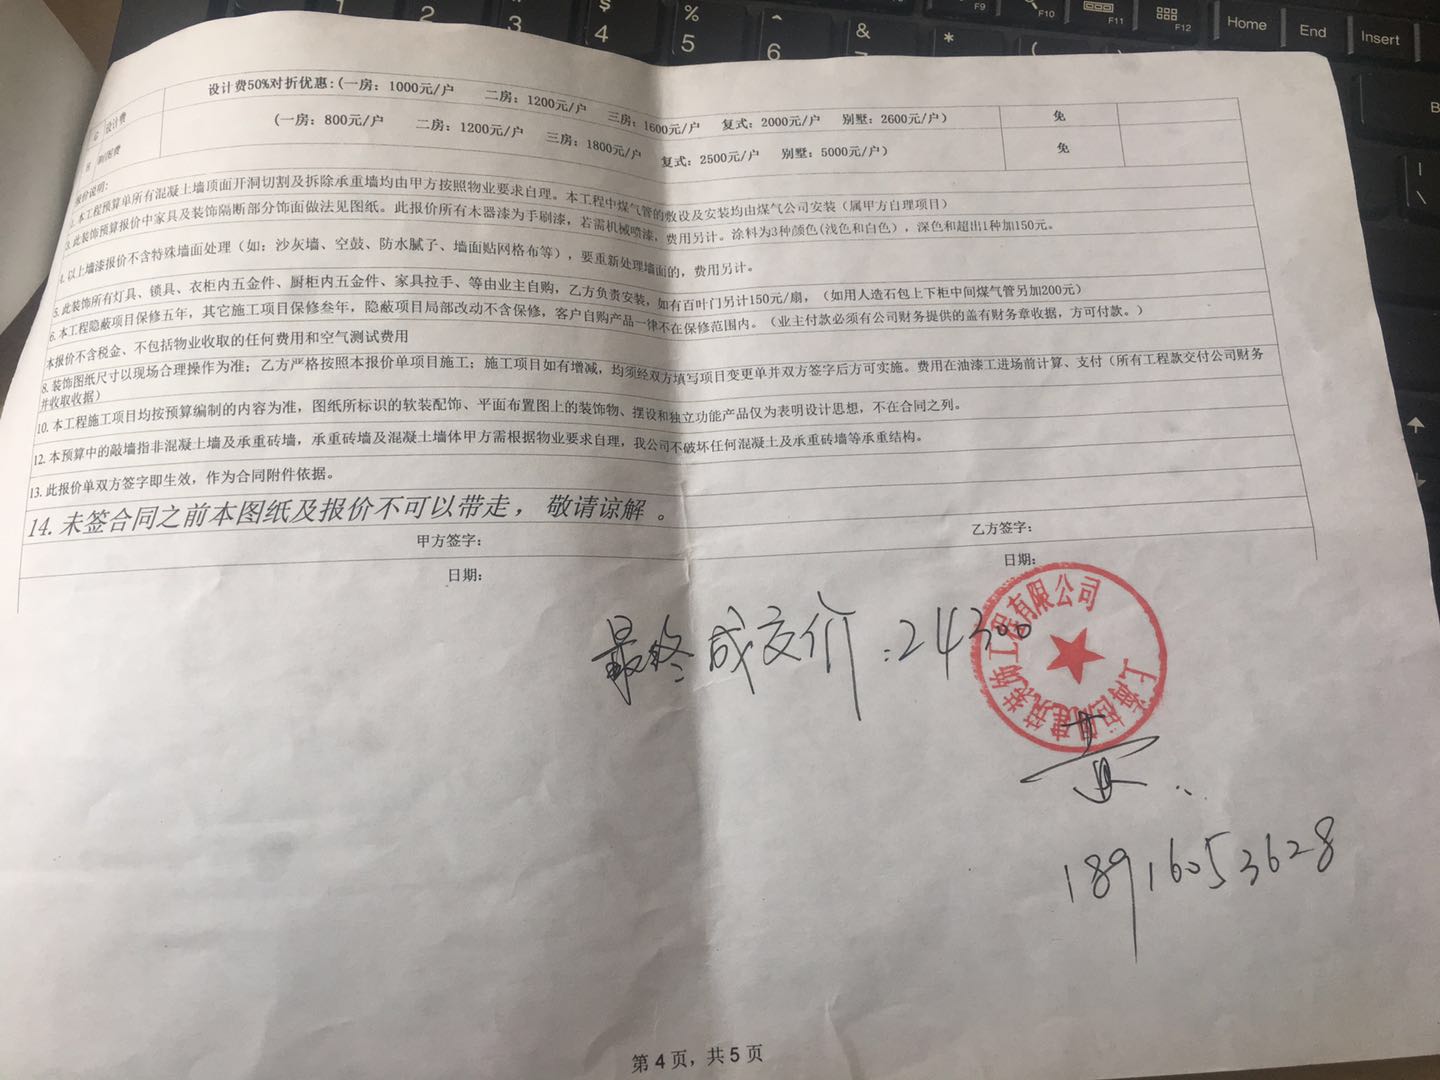 设计费50%对折优惠:(一房: 1000元/户 二房: 1200元/户 三房: 1600元/户 复式: 2000元/户 别墅: 2600元/户) 免
设计费
(一房: 800元/户 二房: 1200元/户 三房: 1800元/户 复式: 2500元/户 别墅: 5000元/户) 免
制图费
报价说明:
2. 本工程预算单所有混凝土墙顶面开洞切割及拆除承重墙均由甲方按照物业要求自理。本工程中煤气管的敷设及安装均由煤气公司安装（属甲方自理项目）
3. 此装饰预算报价中家具及装饰隔断部分饰面做法见图纸。此报价所有木器漆为手刷漆，若需机械喷漆，费用另计。涂料为3种颜色(浅色和白色)，深色和超出1种加150元。
4. 以上墙漆报价不含特殊墙面处理（如: 沙灰墙、空鼓、防水腻子、墙面贴网格布等），要重新处理墙面的，费用另计。
5. 此装饰所有灯具、锁具、衣柜内五金件、厨柜内五金件、家具拉手、等由业主自购，乙方负责安装，如有百叶门另计150元/扇，（如用人造石包上下柜中间煤气管另加200元）
6. 本工程隐蔽项目保修五年，其它施工项目保修叁年，隐蔽项目局部改动不含保修，客户自购产品一律不在保修范围内。（业主付款必须有公司财务提供的盖有财务章收据，方可付款。）
本报价不含税金、不包括物业收取的任何费用和空气测试费用
8. 装饰图纸尺寸以现场合理操作为准；乙方严格按照本报价单项目施工；施工项目如有增减，均须经双方填写项目变更单并双方签字后方可实施。费用在油漆工进场前计算、支付（所有工程款交付公司财务
并收取收据）
10. 本工程施工项目均按预算编制的内容为准，图纸所标识的软装配饰、平面布置图上的装饰物、摆设和独立功能产品仅为表明设计思想，不在合同之列。
12. 本预算中的敲墙指非混凝土墙及承重砖墙，承重砖墙及混凝土墙体甲方需根据物业要求自理，我公司不破坏任何混凝土及承重砖墙等承重结构。
13. 此报价单双方签字即生效，作为合同附件依据。
14. 未签合同之前本图纸及报价不可以带走，敬请谅解。
甲方签字: 乙方签字:
日期: 日期:
最终成交价: 24300
建筑装饰工程有限公司
黄
18916053628
第 4 页，共 5 页
$
4
%
5
6
&
*
(
F9
F10
F11
F12
Home
End
Insert